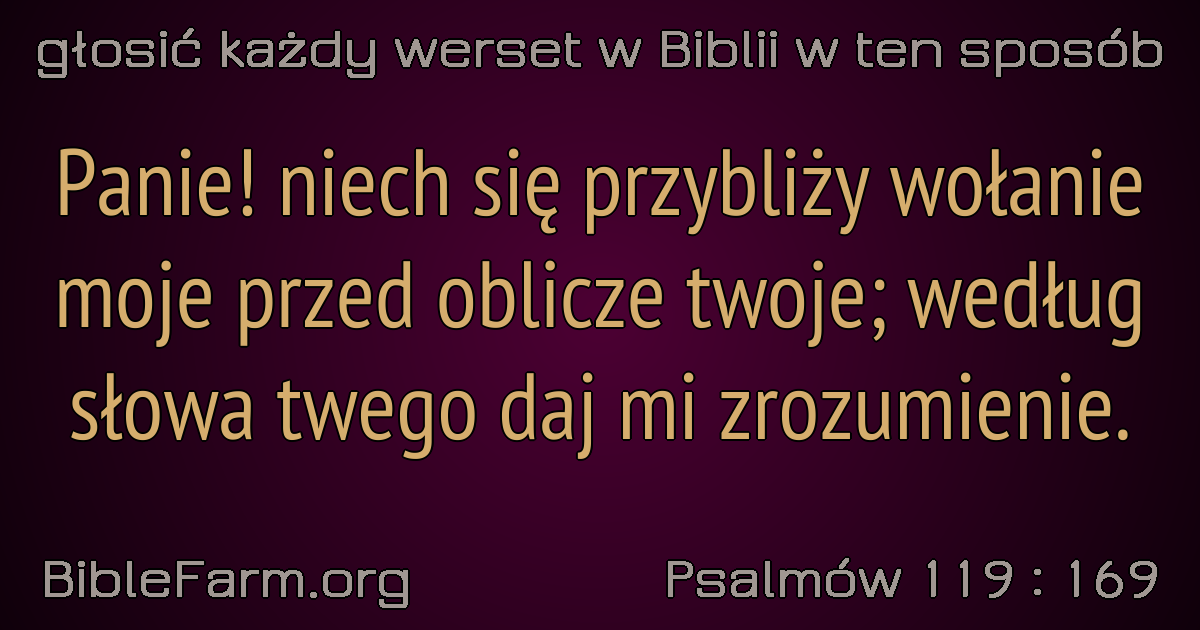 głosić każdy werset w Biblii w ten sposób
Panie! niech się przybliży wołanie
moje przed oblicze twoje; według
słowa twego daj mi zrozumienie.
BibleFarm.org
Psalmów 119 : 169